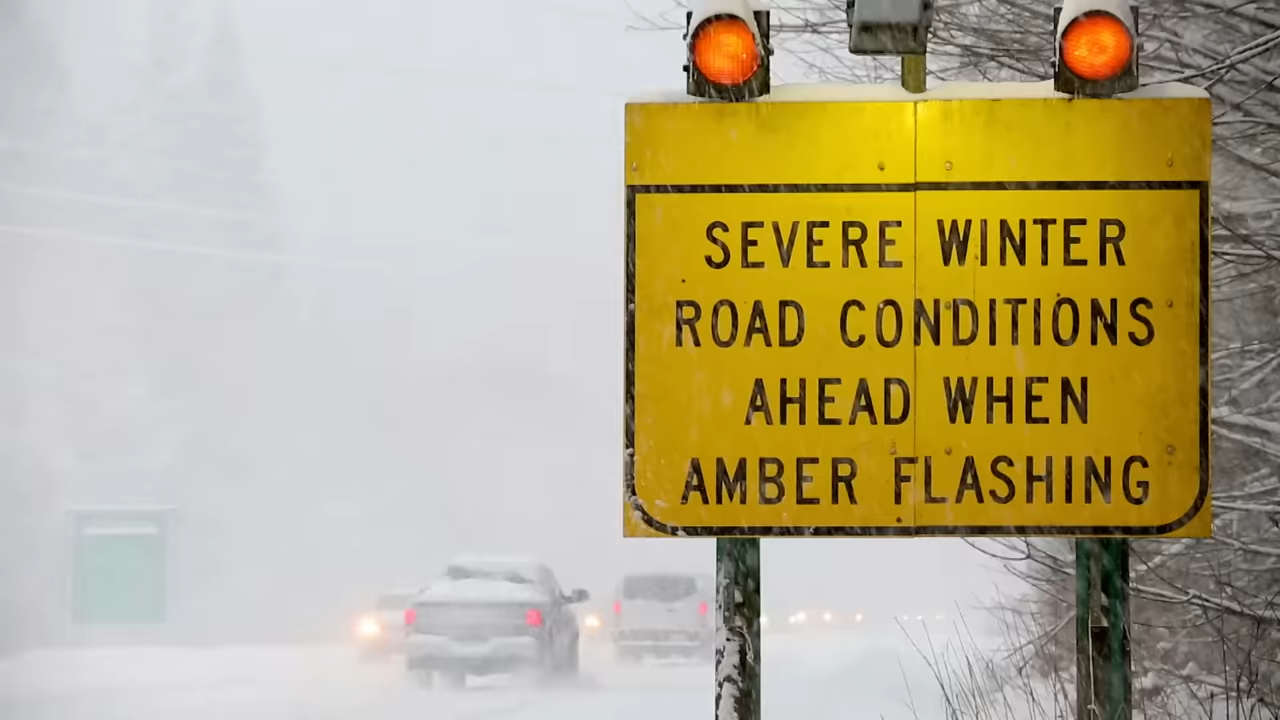 SEVERE WINTER
ROAD CONDITIONS
AHEAD WHEN
AMBER FLASHING